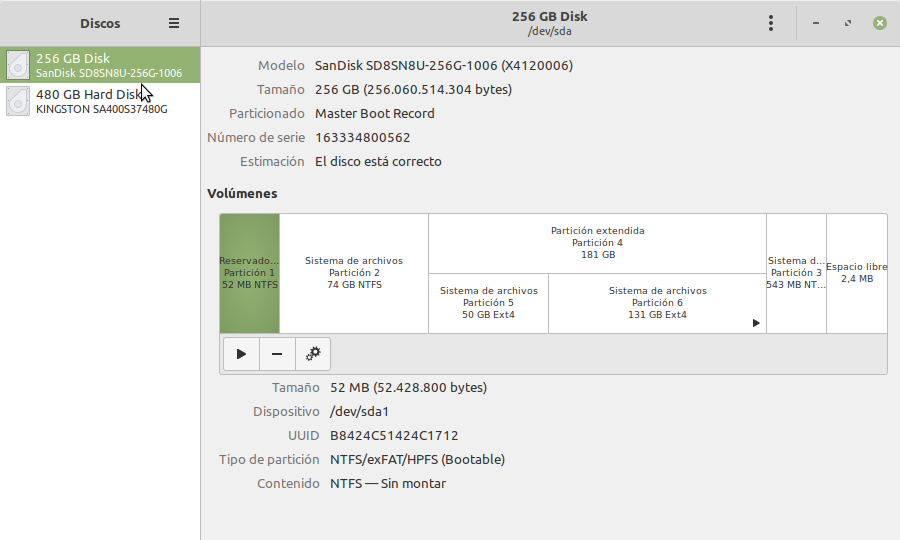 Discos
256 GB Disk
/dev/sda
256 GB Disk
SanDisk SD8SN8U-256G-1006
480 GB Hard Disk
KINGSTON SA400S37480G
Modelo SanDisk SD8SN8U-256G-1006 (X4120006)
Tamaño 256 GB (256.060.514.304 bytes)
Particionado Master Boot Record
Número de serie 163334800562
Estimación El disco está correcto
Volúmenes
Reservado...
Partición 1
52 MB NTFS
Sistema de archivos
Partición 2
74 GB NTFS
Partición extendida
Partición 4
181 GB
Sistema de archivos
Partición 5
50 GB Ext4
Sistema de archivos
Partición 6
131 GB Ext4
Sistema d...
Partición 3
543 MB NT...
Espacio libre
2,4 MB
Tamaño 52 MB (52.428.800 bytes)
Dispositivo /dev/sda1
UUID B8424C51424C1712
Tipo de partición NTFS/exFAT/HPFS (Bootable)
Contenido NTFS — Sin montar